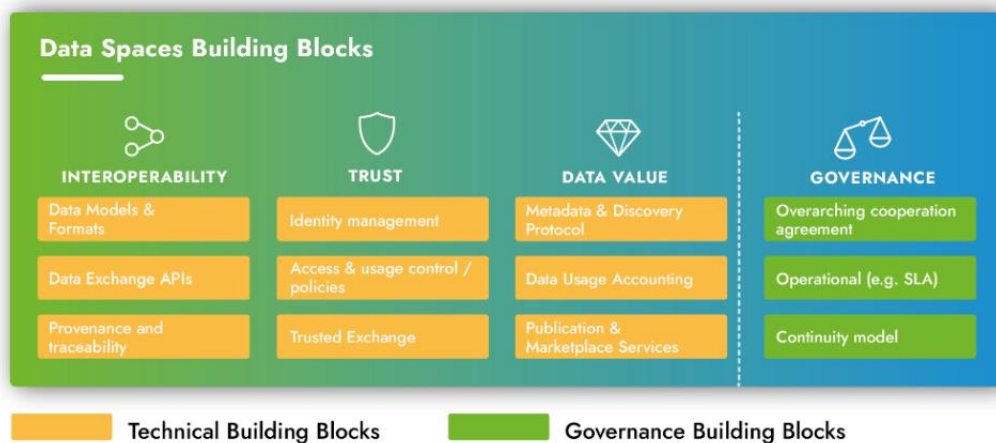 Data Spaces Building Blocks
INTEROPERABILITY
Data Models &
Formats
Data Exchange APIs
Provenance and
traceability
TRUST
Identity management
Access & usage control /
policies
Trusted Exchange
DATA VALUE
Metadata & Discovery
Protocol
Data Usage Accounting
Publication &
Marketplace Services
GOVERNANCE
Overarching cooperation
agreement
Operational (e.g. SLA)
Continuity model
Technical Building Blocks
Governance Building Blocks